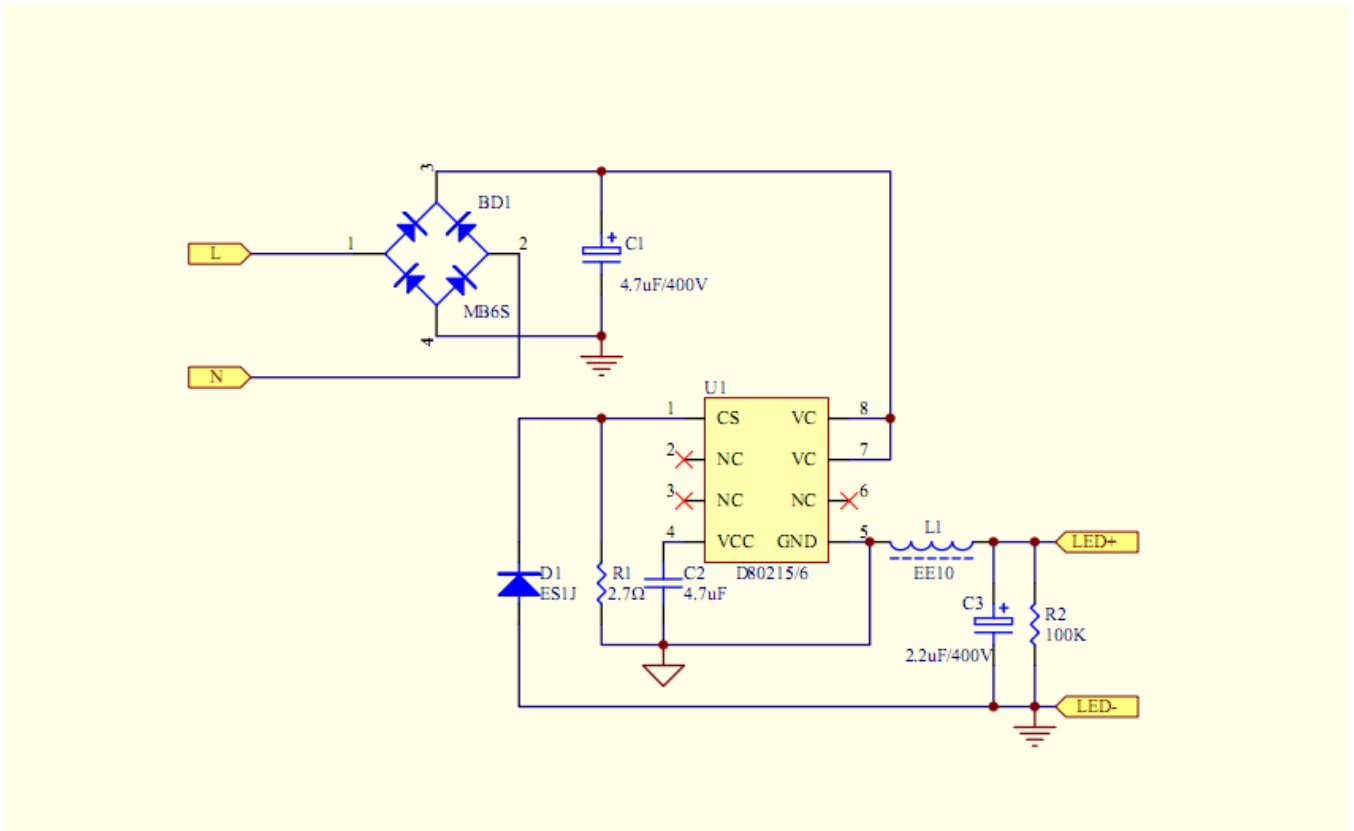 3
BD1
L
1
2
C1
4.7uF/400V
MB6S
4
N
U1
1
CS
VC
8
2
NC
VC
7
3
NC
NC
6
4
VCC
GND
5
D80215/6
L1
EE10
LED+
D1
ES1J
R1
2.7Ω
C2
4.7uF
C3
2.2uF/400V
R2
100K
LED-